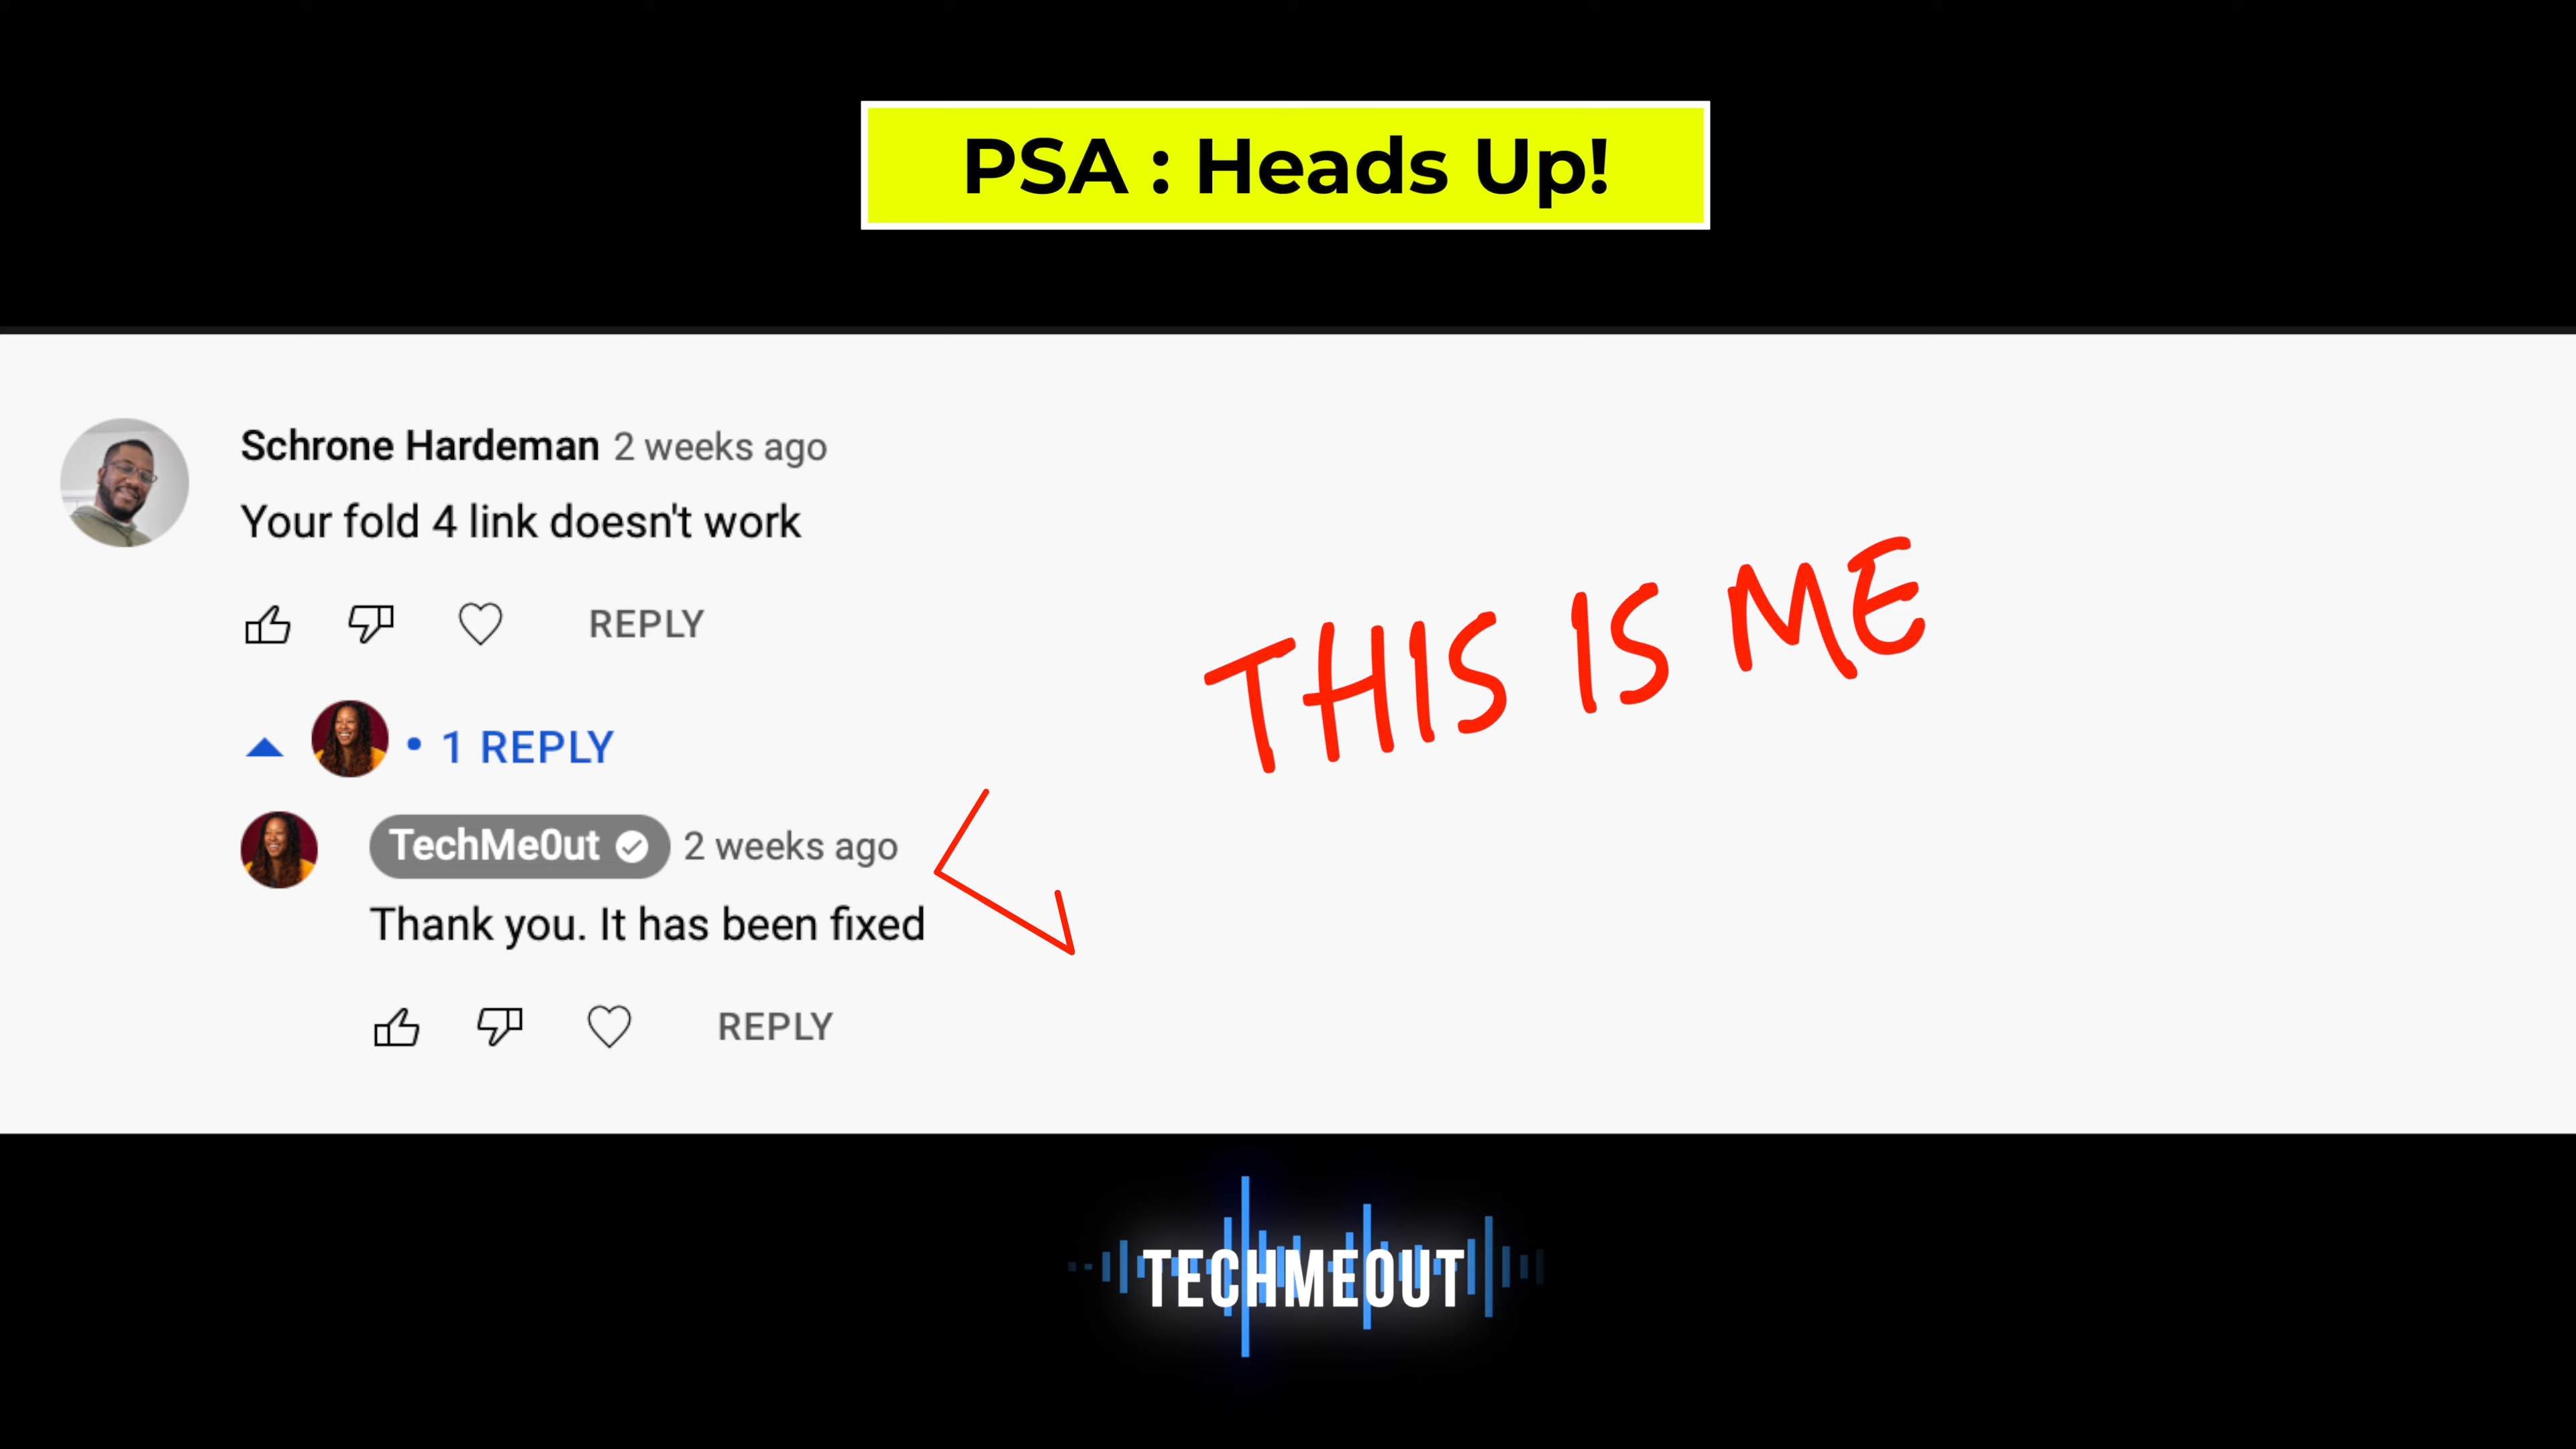 PSA : Heads Up!
Schrone Hardeman 2 weeks ago
Your fold 4 link doesn't work
REPLY
THIS IS ME
• 1 REPLY
TechMe0ut 2 weeks ago
Thank you. It has been fixed
REPLY
TECHMEOUT